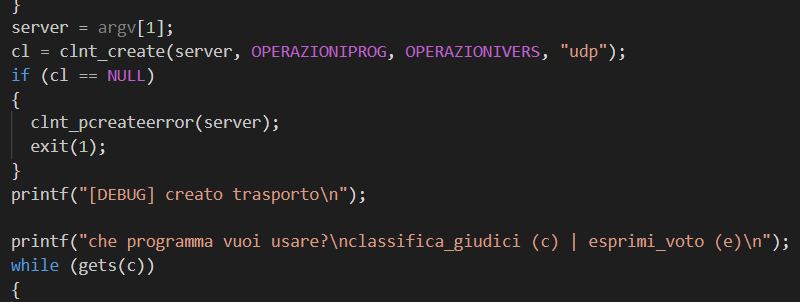 }
server = argv[1];
cl = clnt_create(server, OPERAZIONIPROG, OPERAZIONIVERS, "udp");
if (cl == NULL)
{
clnt_pcreateerror(server);
exit(1);
}
printf("[DEBUG] creato trasporto\n");
printf("che programma vuoi usare?\nclassifica_giudici (c) | esprimi_voto (e)\n");
while (gets(c))
{